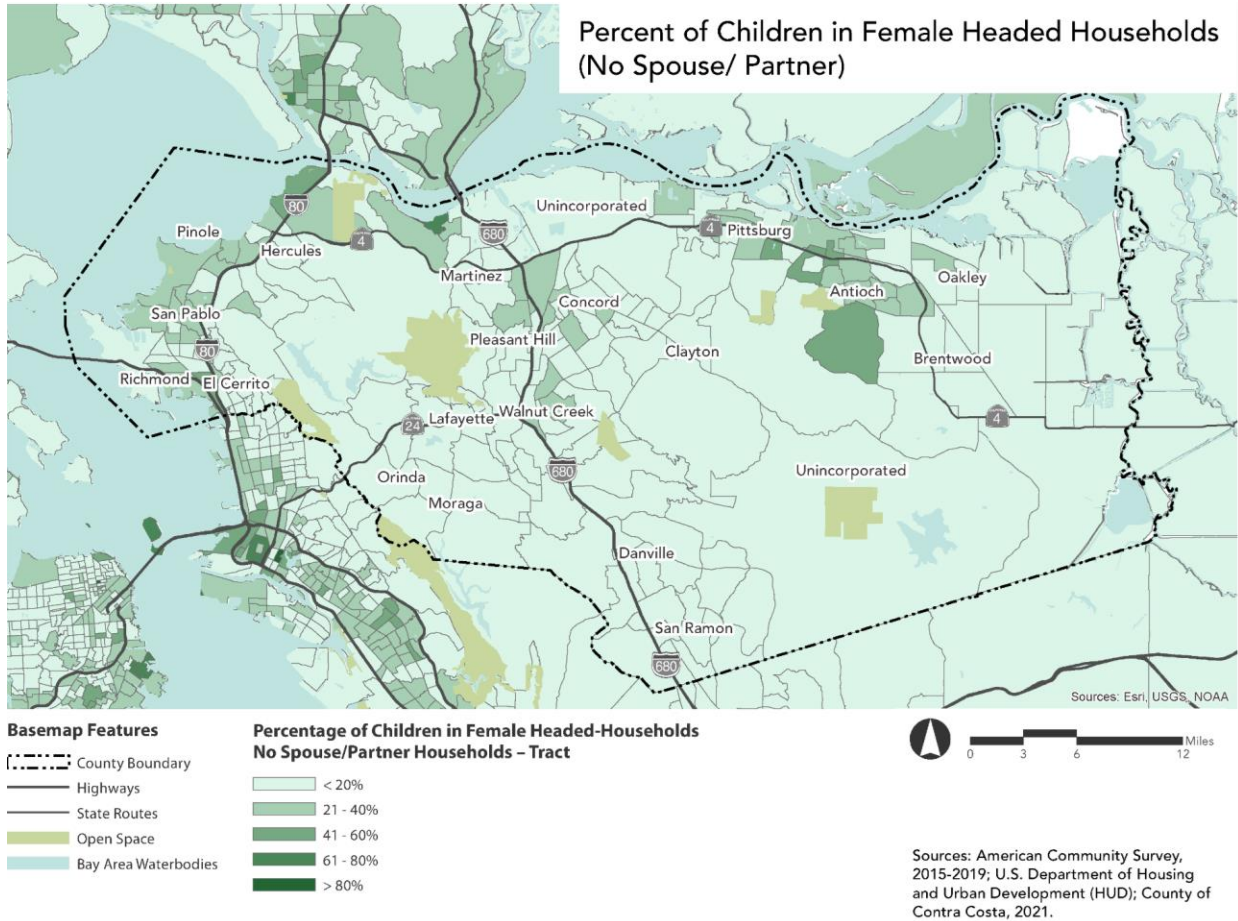 Percent of Children in Female Headed Households
(No Spouse/ Partner)
80
Unincorporated
Pinole
4
680
4
Pittsburg
Hercules
Martinez
Antioch
Oakley
San Pablo
Concord
80
Pleasant Hill
Clayton
Brentwood
Richmond
El Cerrito
Lafayette
Walnut Creek
24
4
Orinda
680
Unincorporated
Moraga
Danville
San Ramon
680
Sources: Esri, USGS, NOAA
Basemap Features
County Boundary
Highways
State Routes
Open Space
Bay Area Waterbodies
Percentage of Children in Female Headed-Households
No Spouse/Partner Households – Tract
< 20%
21 - 40%
41 - 60%
61 - 80%
> 80%
Miles
0 3 6 12
Sources: American Community Survey,
2015-2019; U.S. Department of Housing
and Urban Development (HUD); County of
Contra Costa, 2021.